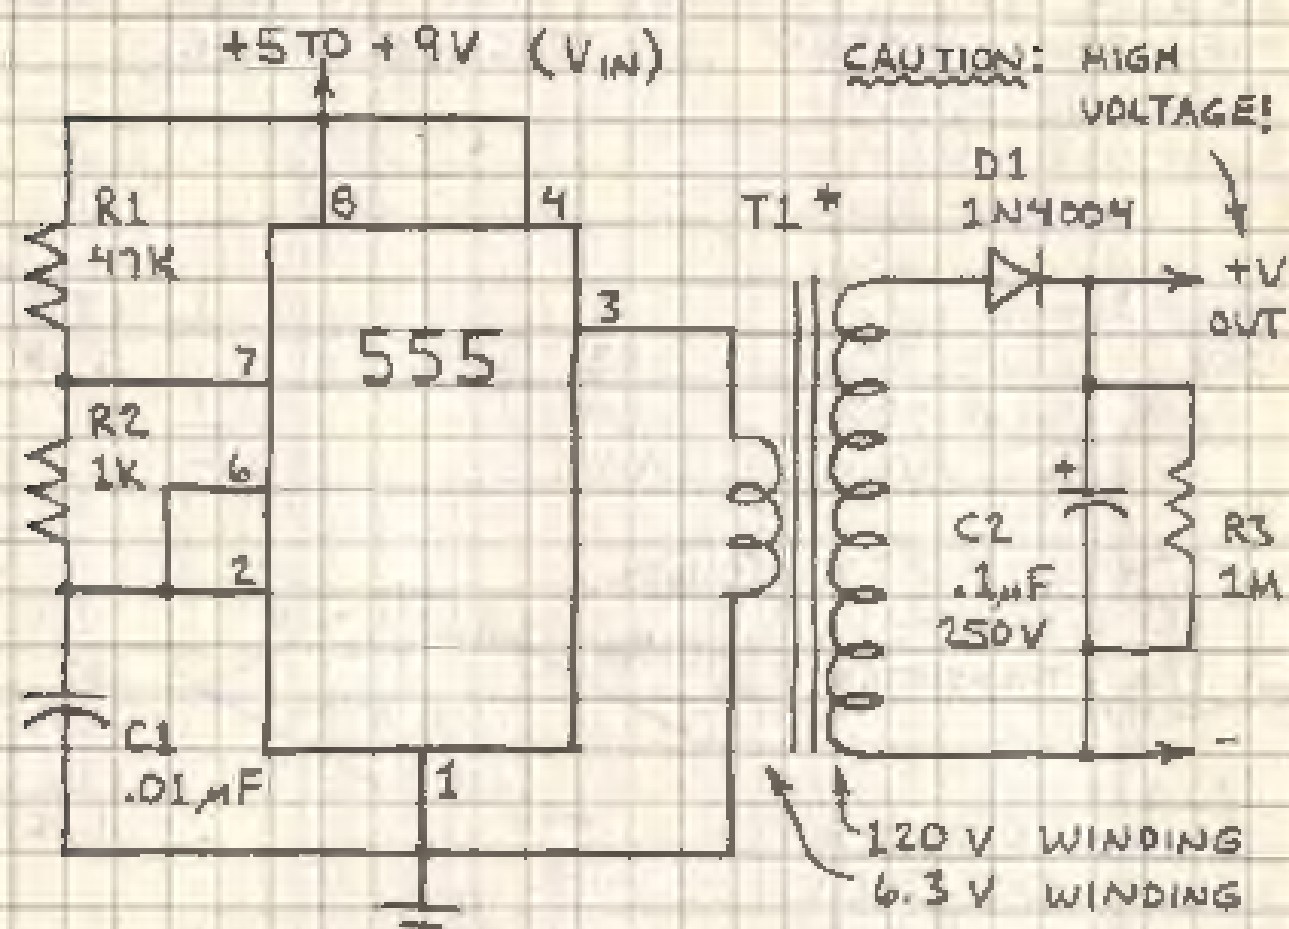 +5 TO +9V (VIN)
CAUTION: HIGH
VOLTAGE!
D1
1N4004
T1 *
8
4
R1
47K
3
+V
OUT
555
7
R2
1K
6
2
+
C2
.1µF
250V
R3
1M
C1
.01µF
1
-
120 V WINDING
6.3 V WINDING